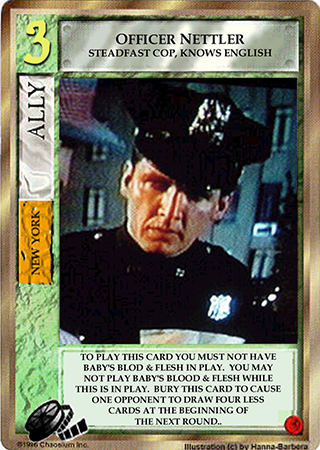 3
OFFICER NETTLER
STEADFAST COP, KNOWS ENGLISH
ALLY
NEW YORK
TO PLAY THIS CARD YOU MUST NOT HAVE
BABY'S BLOD & FLESH IN PLAY. YOU MAY
NOT PLAY BABY'S BLOOD & FLESH WHILE
THIS IS IN PLAY. BURY THIS CARD TO CAUSE
ONE OPPONENT TO DRAW FOUR LESS
CARDS AT THE BEGINNING OF
THE NEXT ROUND..
©1996 Chaosium Inc.
Illustration (c) by Hanna-Barbera